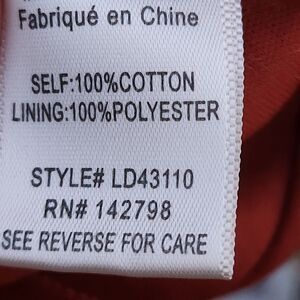 Fabriqué en Chine
SELF:100%COTTON
LINING:100%POLYESTER
STYLE# LD43110
RN# 142798
SEE REVERSE FOR CARE